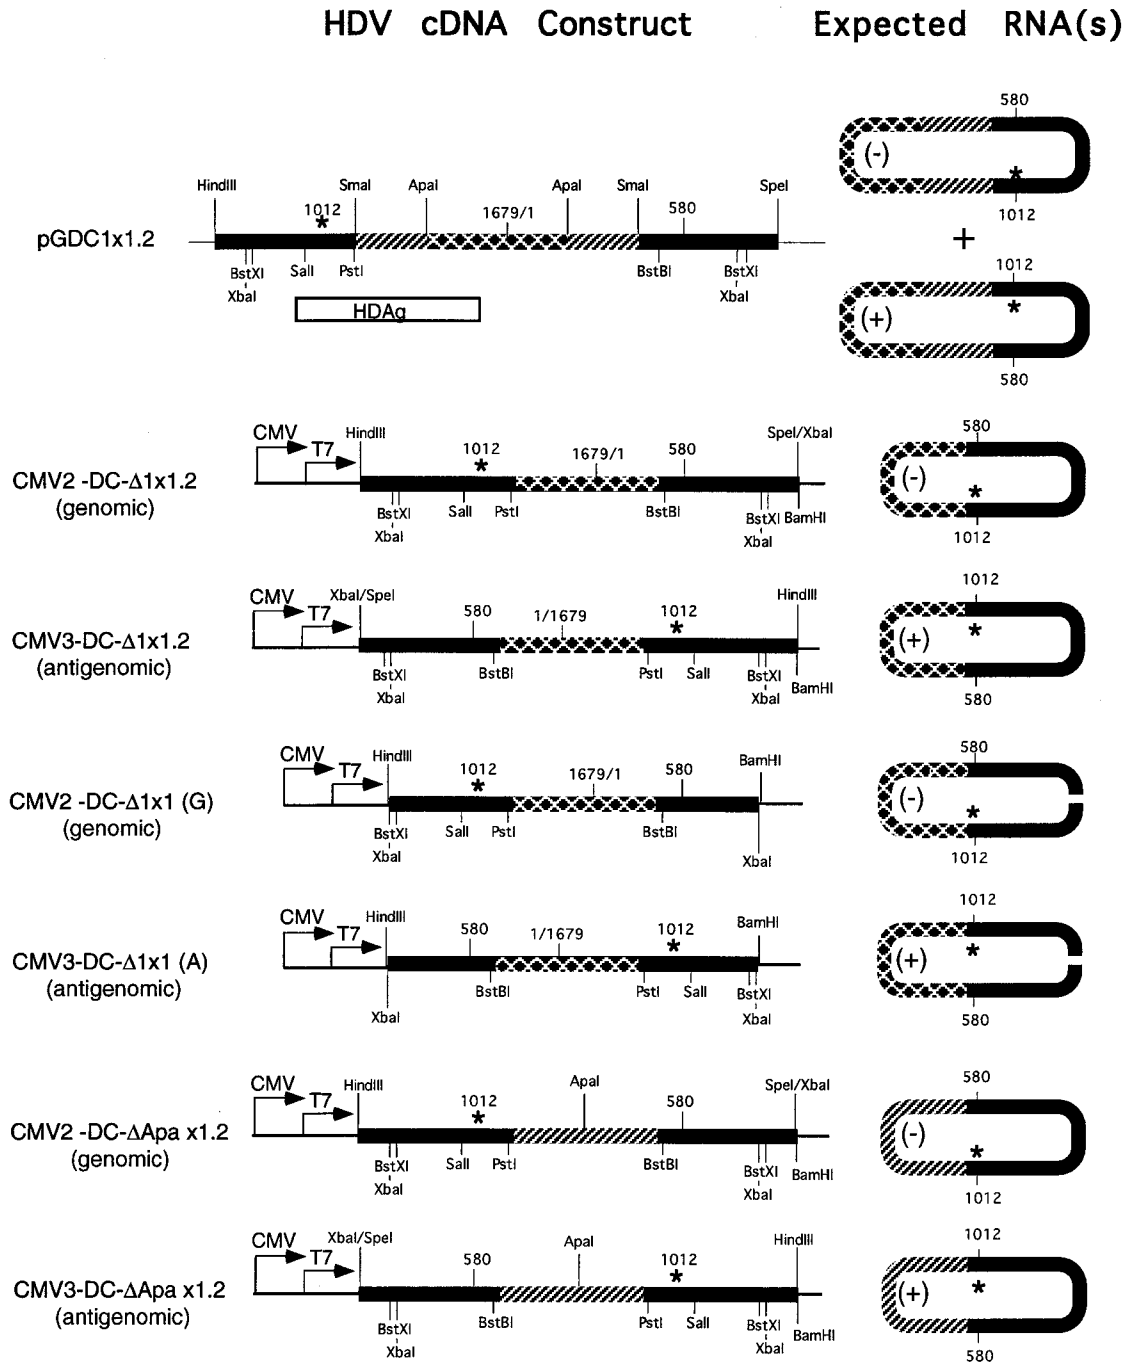 HDV cDNA Construct Expected RNA(s)
580
(-)
*
1012
+
1012
*
(+)
580
HindIII SmaI ApaI ApaI SmaI SpeI
1012 1679/1 580
*
pGDC1x1.2
BstXI SalI PstI BstBI BstXI
XbaI XbaI
HDAg
CMV T7 HindIII 1012 1679/1 580 SpeI/XbaI
*
CMV2 -DC-Δ1x1.2
(genomic)
BstXI SalI PstI BstBI BstXI BamHI
XbaI XbaI
580
(-)
*
1012
CMV T7 XbaI/SpeI 580 1/1679 1012 HindIII
*
CMV3-DC-Δ1x1.2
(antigenomic)
BstXI BstBI PstI SalI BstXI
XbaI XbaI BamHI
1012
*
(+)
580
CMV T7 HindIII 1012 1679/1 580 BamHI
*
CMV2 -DC-Δ1x1 (G)
(genomic)
BstXI SalI PstI BstBI
XbaI XbaI
580
(-)
*
1012
CMV T7 HindIII 580 1/1679 1012 BamHI
*
CMV3-DC-Δ1x1 (A)
(antigenomic)
BstBI PstI SalI BstXI
XbaI XbaI
1012
*
(+)
580
CMV T7 HindIII 1012 ApaI 580 SpeI/XbaI
*
CMV2 -DC-ΔApa x1.2
(genomic)
BstXI SalI PstI BstBI BstXI BamHI
XbaI XbaI
580
(-)
*
1012
CMV T7 XbaI/SpeI 580 ApaI 1012 HindIII
*
CMV3-DC-ΔApa x1.2
(antigenomic)
BstXI BstBI PstI SalI BstXI BamHI
XbaI XbaI
1012
*
(+)
580